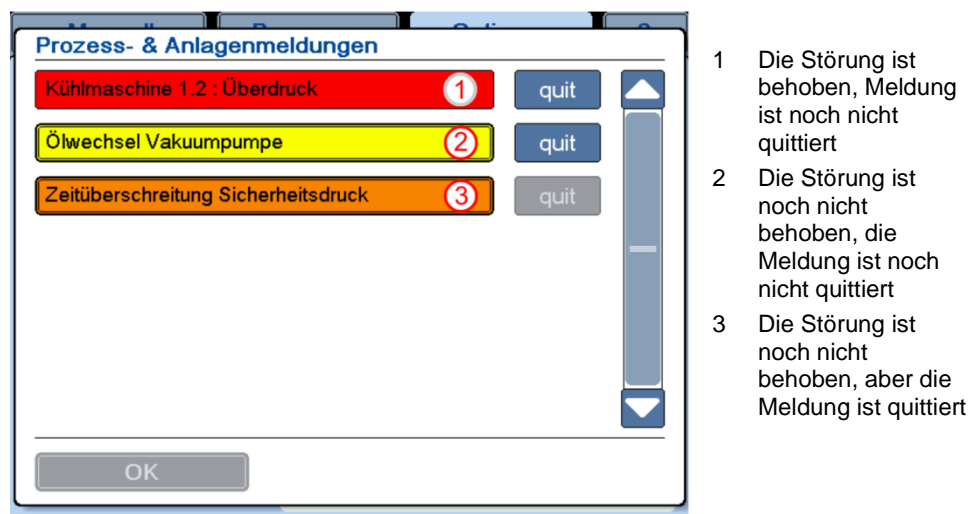 Prozess- & Anlagenmeldungen
Kühlmaschine 1.2 : Überdruck
1
quit
Ölwechsel Vakuumpumpe
2
quit
Zeitüberschreitung Sicherheitsdruck
3
quit
OK
1 Die Störung ist
behoben, Meldung
ist noch nicht
quittiert
2 Die Störung ist
noch nicht
behoben, die
Meldung ist noch
nicht quittiert
3 Die Störung ist
noch nicht
behoben, aber die
Meldung ist quittiert